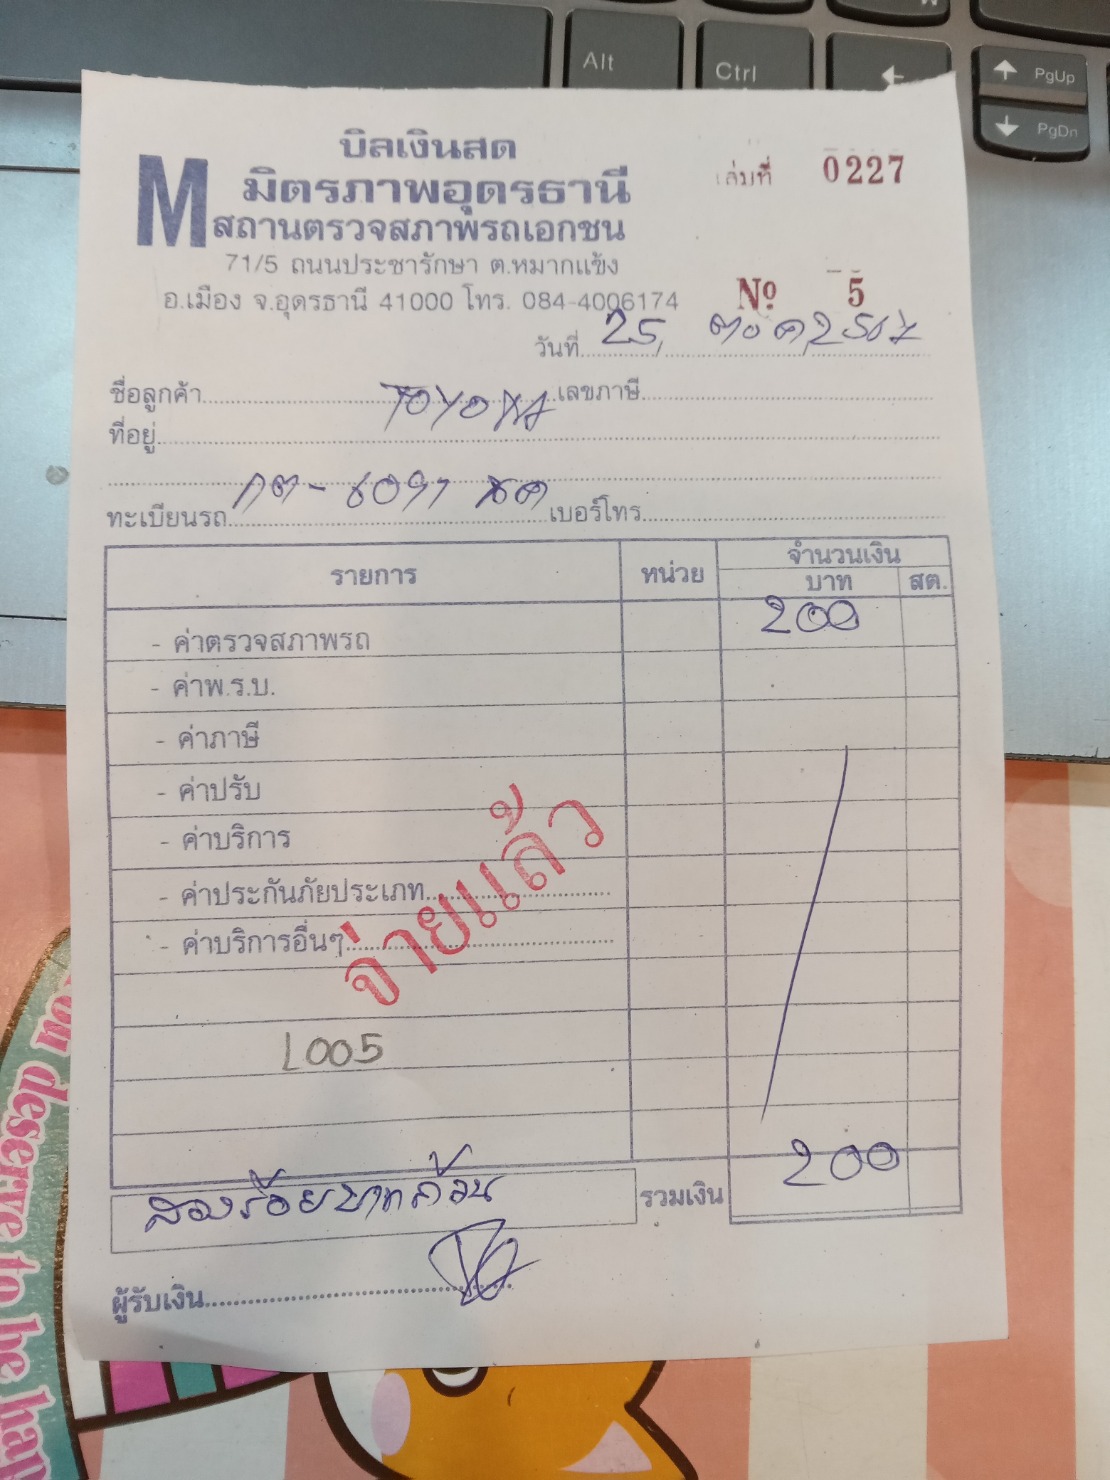 Alt
Ctrl
PgUp
PgDn
บิลเงินสด
เล่มที่ 0227
M มิตรภาพอุดรธานี
สถานตรวจสภาพรถเอกชน
71/5 ถนนประชารักษา ต.หมากแข้ง
อ.เมือง จ.อุดรธานี 41000 โทร. 084-4006174
Nº 5
วันที่ 25, ตค, 2567
ชื่อลูกค้า TOYOTA เลขภาษี
ที่อยู่
ทะเบียนรถ กต - 6097 เบอร์โทร
รายการ หน่วย จำนวนเงิน
บาท สต.
- ค่าตรวจสภาพรถ 200
- ค่าพ.ร.บ.
- ค่าภาษี
- ค่าปรับ
- ค่าบริการ
- ค่าประกันภัยประเภท
- ค่าบริการอื่นๆ
จ่ายแล้ว
L005
สองร้อยบาทถ้วน รวมเงิน 200
ผู้รับเงิน
You deserve to be hap